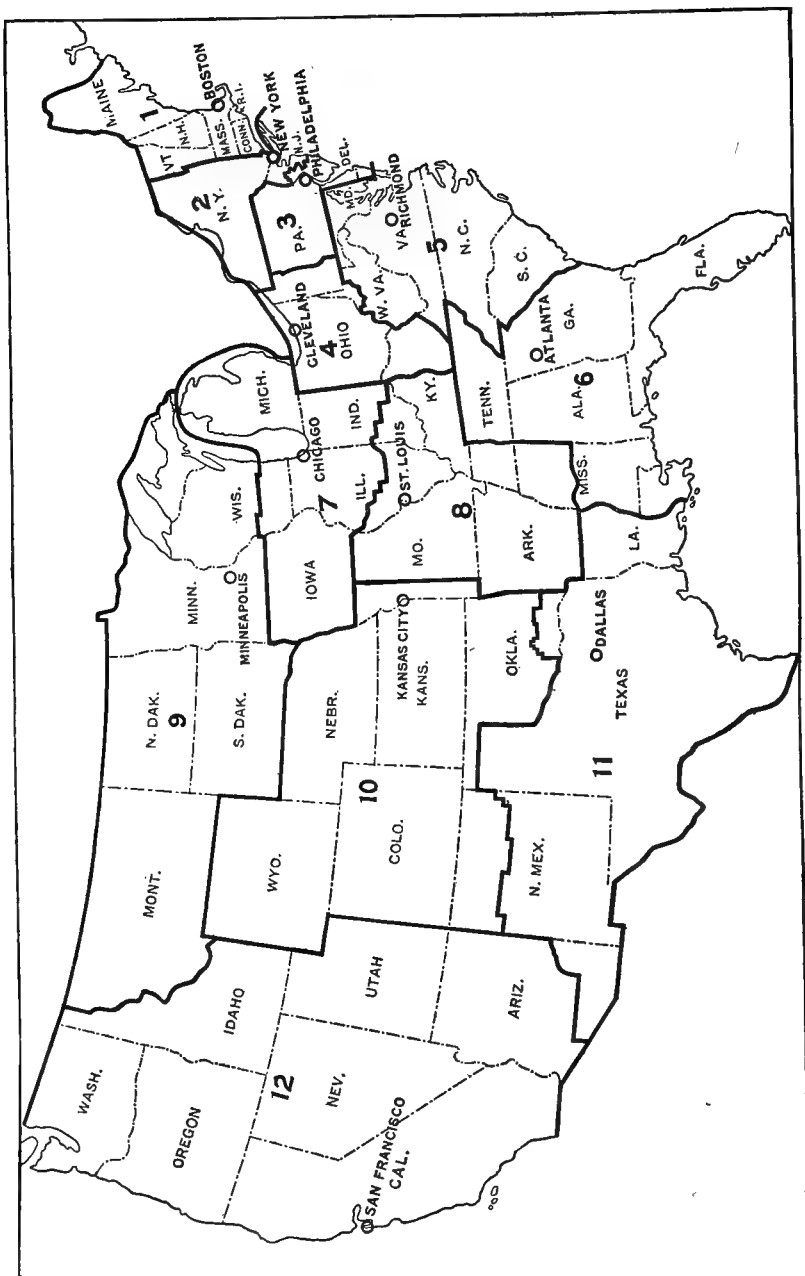 MAINE
1
VT
N.H.
MASS.
BOSTON
CONN.
R.I.
2
N.Y.
NEW YORK
3
PA.
N.J.
PHILADELPHIA
DEL.
MD.
CLEVELAND
4
OHIO
W. VA.
VA.
RICHMOND
5
N.C.
S.C.
MICH.
WIS.
CHICAGO
7
ILL.
IND.
IOWA
KY.
ST. LOUIS
8
MO.
ARK.
TENN.
ATLANTA
GA.
ALA.
6
MISS.
FLA.
LA.
MINN.
MINNEAPOLIS
N. DAK.
9
S. DAK.
MONT.
NEBR.
KANSAS CITY
KANS.
10
WYO.
COLO.
OKLA.
DALLAS
TEXAS
11
N. MEX.
WASH.
OREGON
IDAHO
12
NEV.
UTAH
ARIZ.
SAN FRANCISCO
CAL.